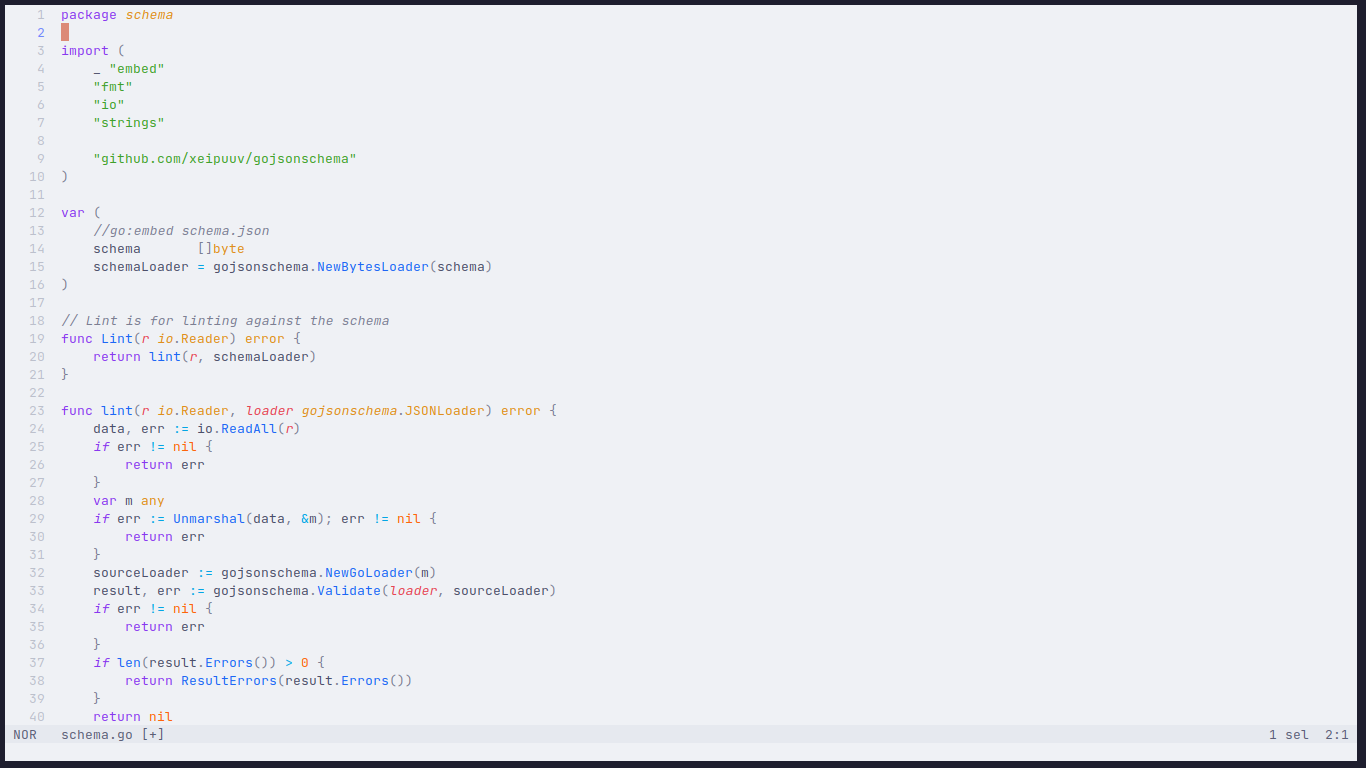 1 package schema
2
3 import (
4     _ "embed"
5     "fmt"
6     "io"
7     "strings"
8
9     "github.com/xeipuuv/gojsonschema"
10 )
11
12 var (
13     //go:embed schema.json
14     schema       []byte
15     schemaLoader = gojsonschema.NewBytesLoader(schema)
16 )
17
18 // Lint is for linting against the schema
19 func Lint(r io.Reader) error {
20     return lint(r, schemaLoader)
21 }
22
23 func lint(r io.Reader, loader gojsonschema.JSONLoader) error {
24     data, err := io.ReadAll(r)
25     if err != nil {
26         return err
27     }
28     var m any
29     if err := Unmarshal(data, &m); err != nil {
30         return err
31     }
32     sourceLoader := gojsonschema.NewGoLoader(m)
33     result, err := gojsonschema.Validate(loader, sourceLoader)
34     if err != nil {
35         return err
36     }
37     if len(result.Errors()) > 0 {
38         return ResultErrors(result.Errors())
39     }
40     return nil
NOR   schema.go [+]   1 sel  2:1